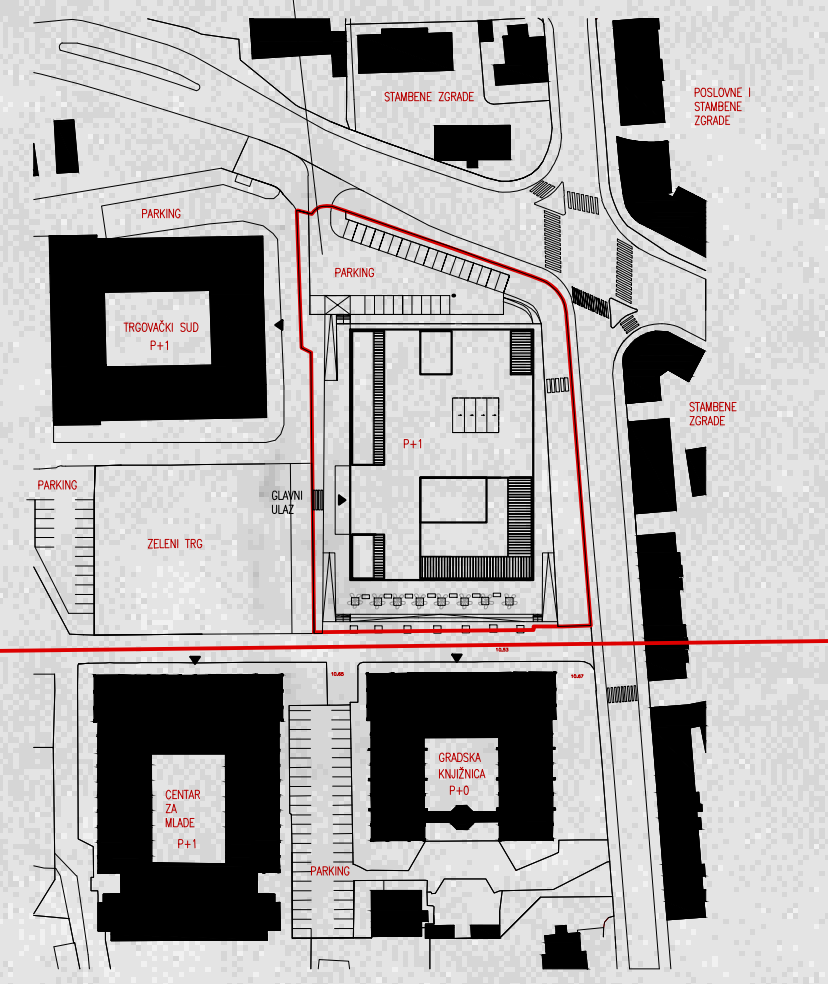 STAMBENE ZGRADE
POSLOVNE I
STAMBENE
ZGRADE
PARKING
PARKING
TRGOVAČKI SUD
P+1
STAMBENE
ZGRADE
P+1
PARKING
GLAVNI
ULAZ
ZELENI TRG
10.53
10.65
10.67
GRADSKA
KNJIŽNICA
P+0
CENTAR
ZA
MLADE
P+1
PARKING